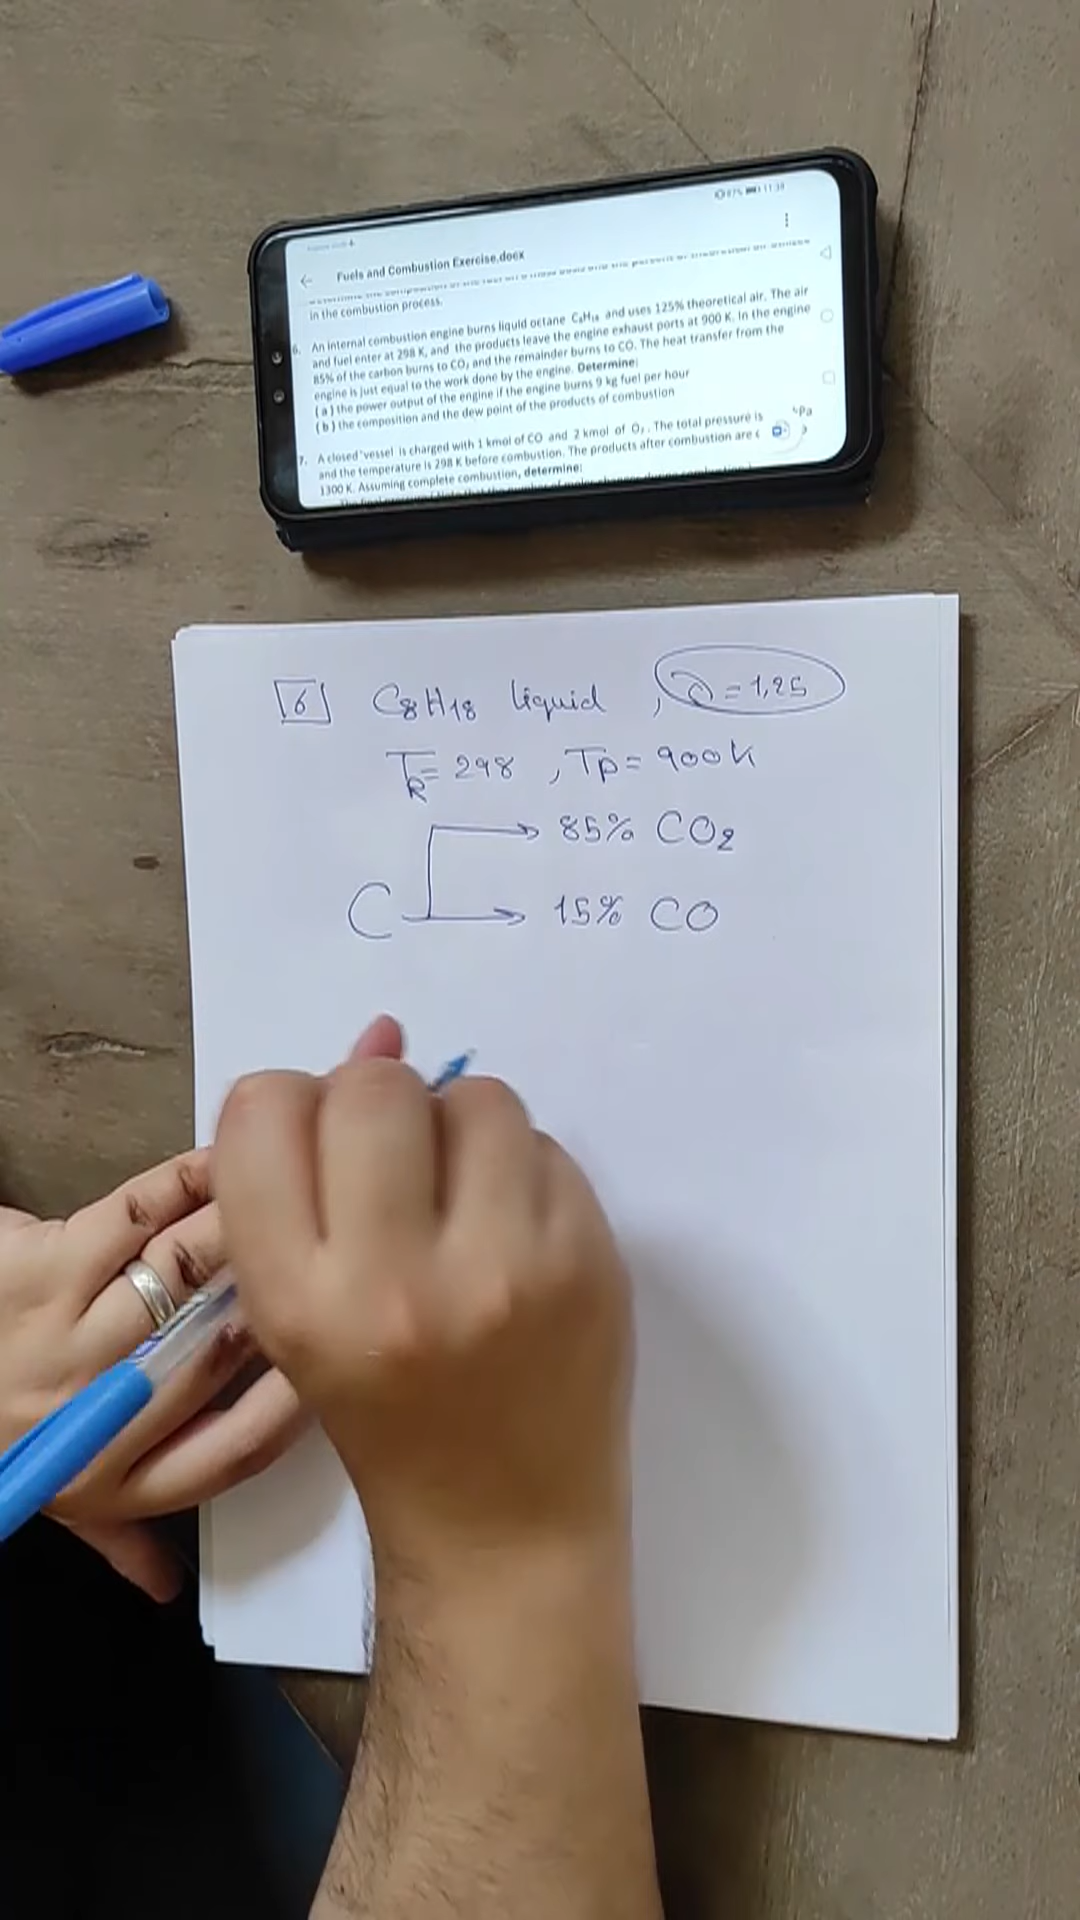 87% 11:39
Fuels and Combustion Exercise.docx
in the combustion process.
6. An internal combustion engine burns liquid octane C₈H₁₈ and uses 125% theoretical air. The air
and fuel enter at 298 K, and the products leave the engine exhaust ports at 900 K. In the engine
85% of the carbon burns to CO₂ and the remainder burns to CO. The heat transfer from the
engine is just equal to the work done by the engine. Determine:
( a ) the power output of the engine if the engine burns 9 kg fuel per hour
( b ) the composition and the dew point of the products of combustion
7. A closed vessel is charged with 1 kmol of CO and 2 kmol of O₂. The total pressure is kPa
and the temperature is 298 K before combustion. The products after combustion are
1300 K. Assuming complete combustion, determine:
6 C8H18 liquid , = 1,25
TR = 298 , TP = 900K
85% CO2
C
15% CO